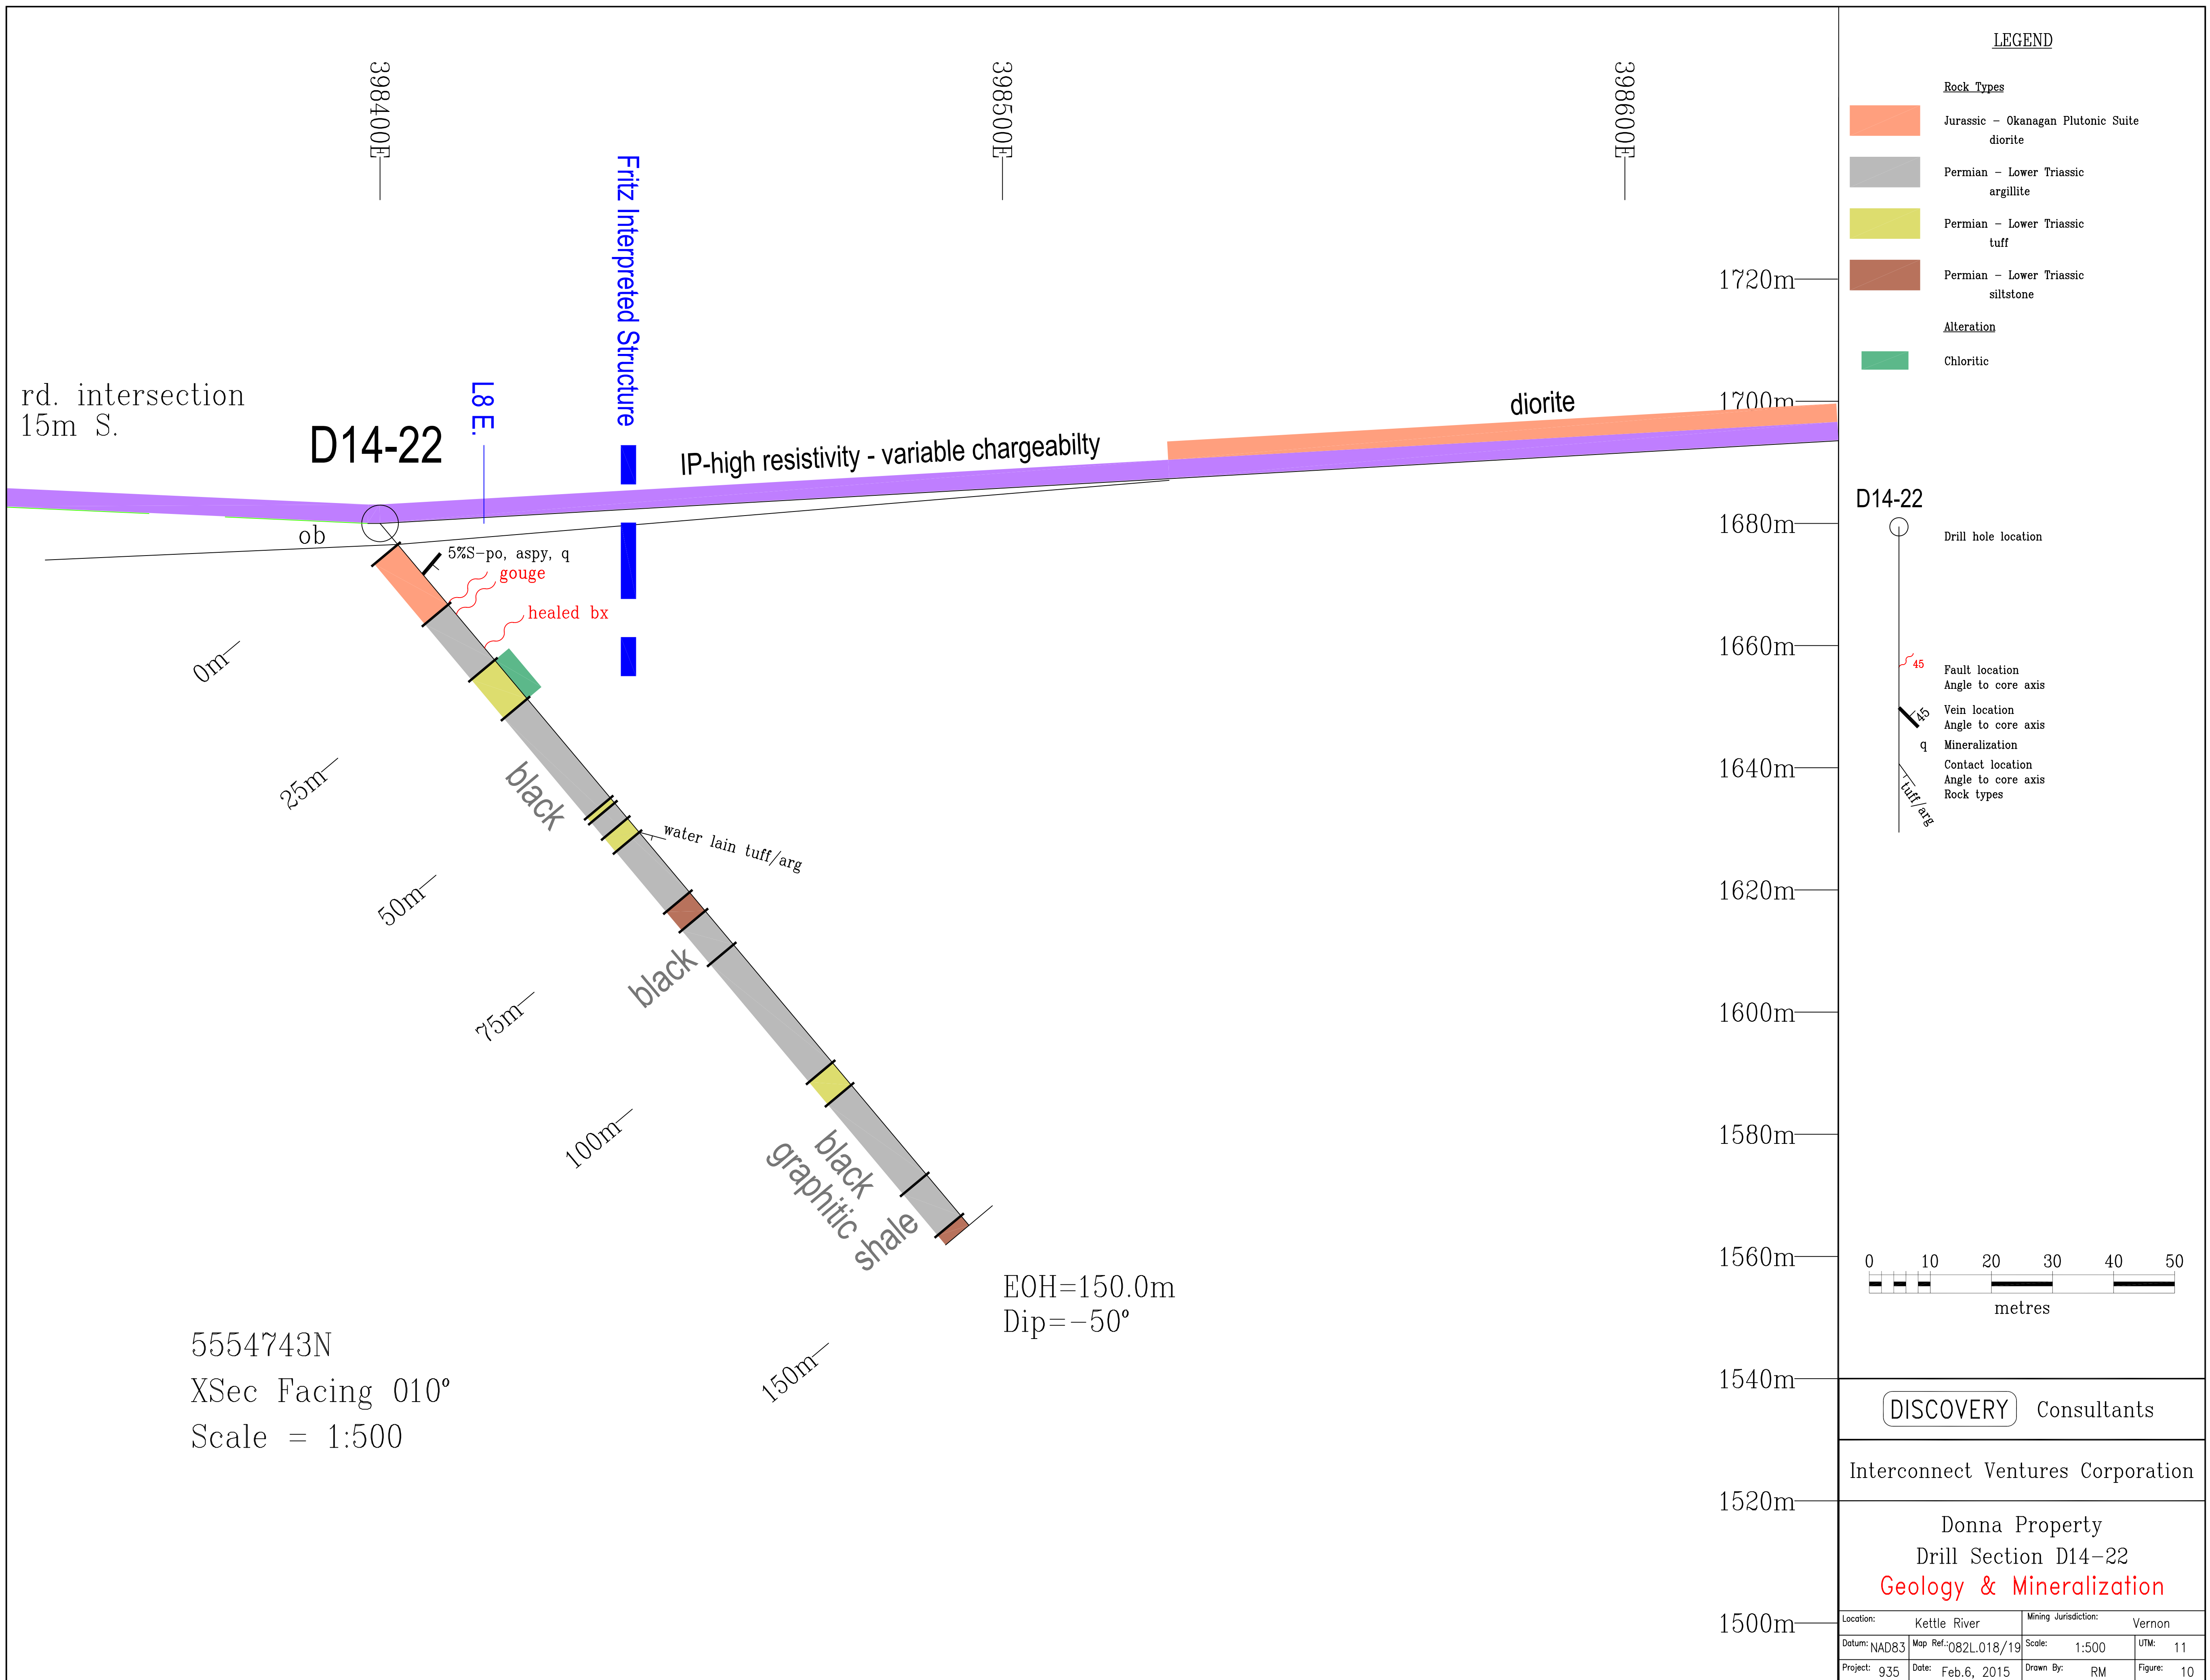 398400E
398500E
398600E
Fritz Interpreted Structure
L8 E.
rd. intersection
15m S.
D14-22
IP-high resistivity - variable chargeabilty
diorite
ob
5%S-po, aspy, q
gouge
healed bx
black
water lain tuff/arg
black
black
graphitic
shale
0m
25m
50m
75m
100m
150m
EOH=150.0m
Dip=-50°
5554743N
XSec Facing 010°
Scale = 1:500
1720m
1700m
1680m
1660m
1640m
1620m
1600m
1580m
1560m
1540m
1520m
1500m
LEGEND
Rock Types
Jurassic - Okanagan Plutonic Suite
diorite
Permian - Lower Triassic
argillite
Permian - Lower Triassic
tuff
Permian - Lower Triassic
siltstone
Alteration
Chloritic
D14-22
Drill hole location
45
Fault location
Angle to core axis
45
Vein location
Angle to core axis
q Mineralization
Contact location
Angle to core axis
Rock types
tuff/arg
0 10 20 30 40 50
metres
DISCOVERY Consultants
Interconnect Ventures Corporation
Donna Property
Drill Section D14-22
Geology & Mineralization
Location: Kettle River Mining Jurisdiction: Vernon
Datum: NAD83 Map Ref.: 082L.018/19 Scale: 1:500 UTM: 11
Project: 935 Date: Feb.6, 2015 Drawn By: RM Figure: 10